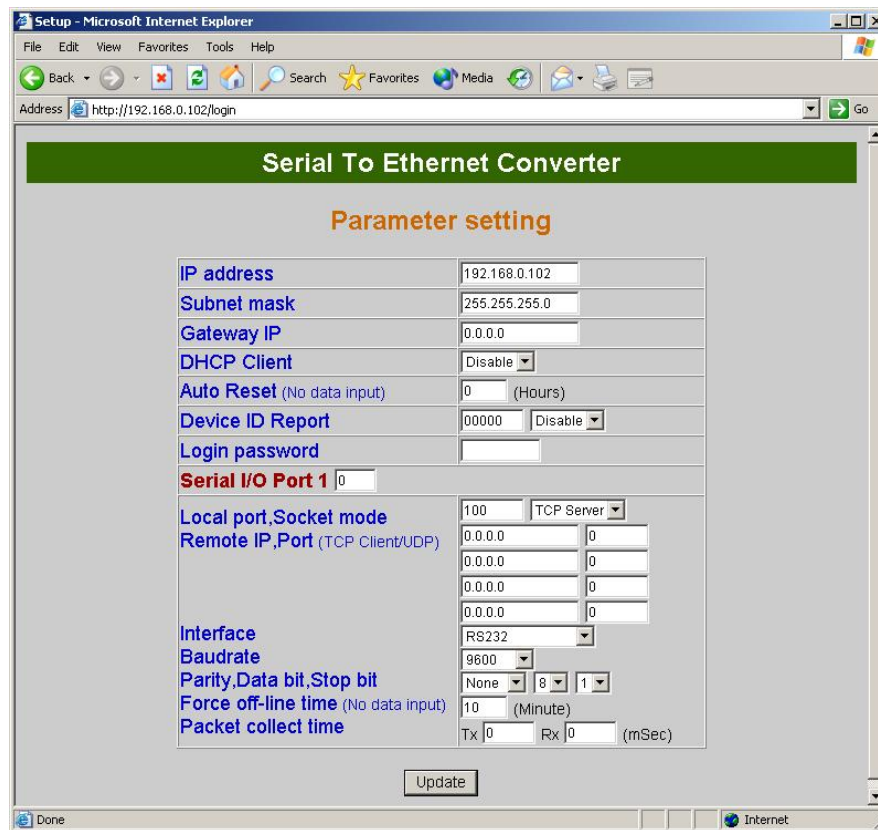 Setup - Microsoft Internet Explorer
File Edit View Favorites Tools Help
Back Search Favorites Media
Address http://192.168.0.102/login Go
Serial To Ethernet Converter
Parameter setting
IP address 192.168.0.102
Subnet mask 255.255.255.0
Gateway IP 0.0.0.0
DHCP Client Disable
Auto Reset (No data input) 0 (Hours)
Device ID Report 00000 Disable
Login password
Serial I/O Port 1 0
Local port,Socket mode 100 TCP Server
Remote IP,Port (TCP Client/UDP) 0.0.0.0 0
0.0.0.0 0
0.0.0.0 0
0.0.0.0 0
Interface RS232
Baudrate 9600
Parity,Data bit,Stop bit None 8 1
Force off-line time (No data input) 10 (Minute)
Packet collect time Tx 0 Rx 0 (mSec)
Update
Done Internet